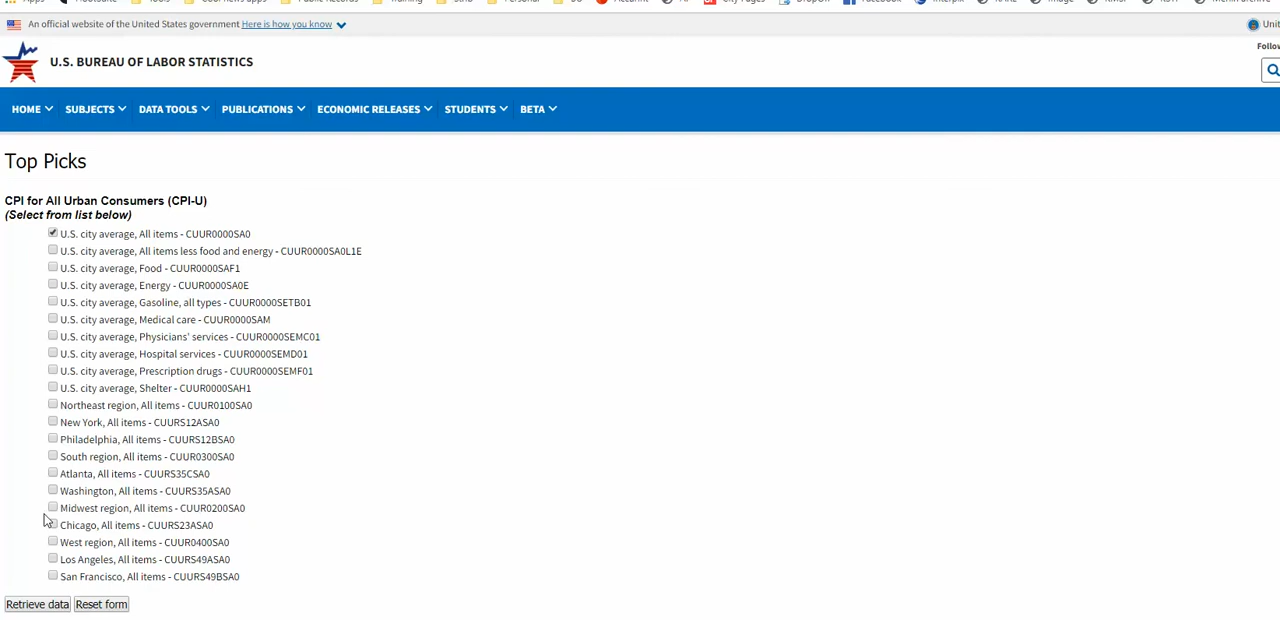 An official website of the United States government Here is how you know
Unit
U.S. BUREAU OF LABOR STATISTICS
Follow
HOME SUBJECTS DATA TOOLS PUBLICATIONS ECONOMIC RELEASES STUDENTS BETA
Top Picks
CPI for All Urban Consumers (CPI-U)
(Select from list below)
U.S. city average, All items - CUUR0000SA0
U.S. city average, All items less food and energy - CUUR0000SA0L1E
U.S. city average, Food - CUUR0000SAF1
U.S. city average, Energy - CUUR0000SA0E
U.S. city average, Gasoline, all types - CUUR0000SETB01
U.S. city average, Medical care - CUUR0000SAM
U.S. city average, Physicians' services - CUUR0000SEMC01
U.S. city average, Hospital services - CUUR0000SEMD01
U.S. city average, Prescription drugs - CUUR0000SEMF01
U.S. city average, Shelter - CUUR0000SAH1
Northeast region, All items - CUUR0100SA0
New York, All items - CUURS12ASA0
Philadelphia, All items - CUURS12BSA0
South region, All items - CUUR0300SA0
Atlanta, All items - CUURS35CSA0
Washington, All items - CUURS35ASA0
Midwest region, All items - CUUR0200SA0
Chicago, All items - CUURS23ASA0
West region, All items - CUUR0400SA0
Los Angeles, All items - CUURS49ASA0
San Francisco, All items - CUURS49BSA0
Retrieve data Reset form